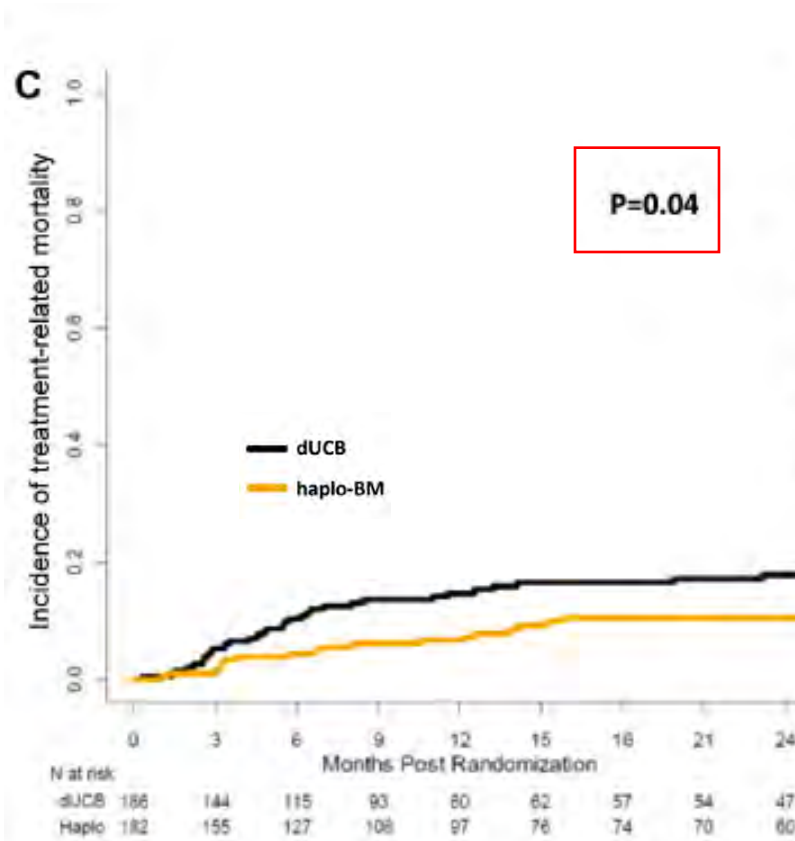 C
Incidence of treatment-related mortality
1.0
0.8
0.6
0.4
0.2
0.0
P=0.04
dUCB
haplo-BM
0 3 6 9 12 15 18 21 24
Months Post Randomization
N at risk
dUCB 186 144 115 93 80 62 57 54 47
Haplo 182 155 127 108 97 76 74 70 60